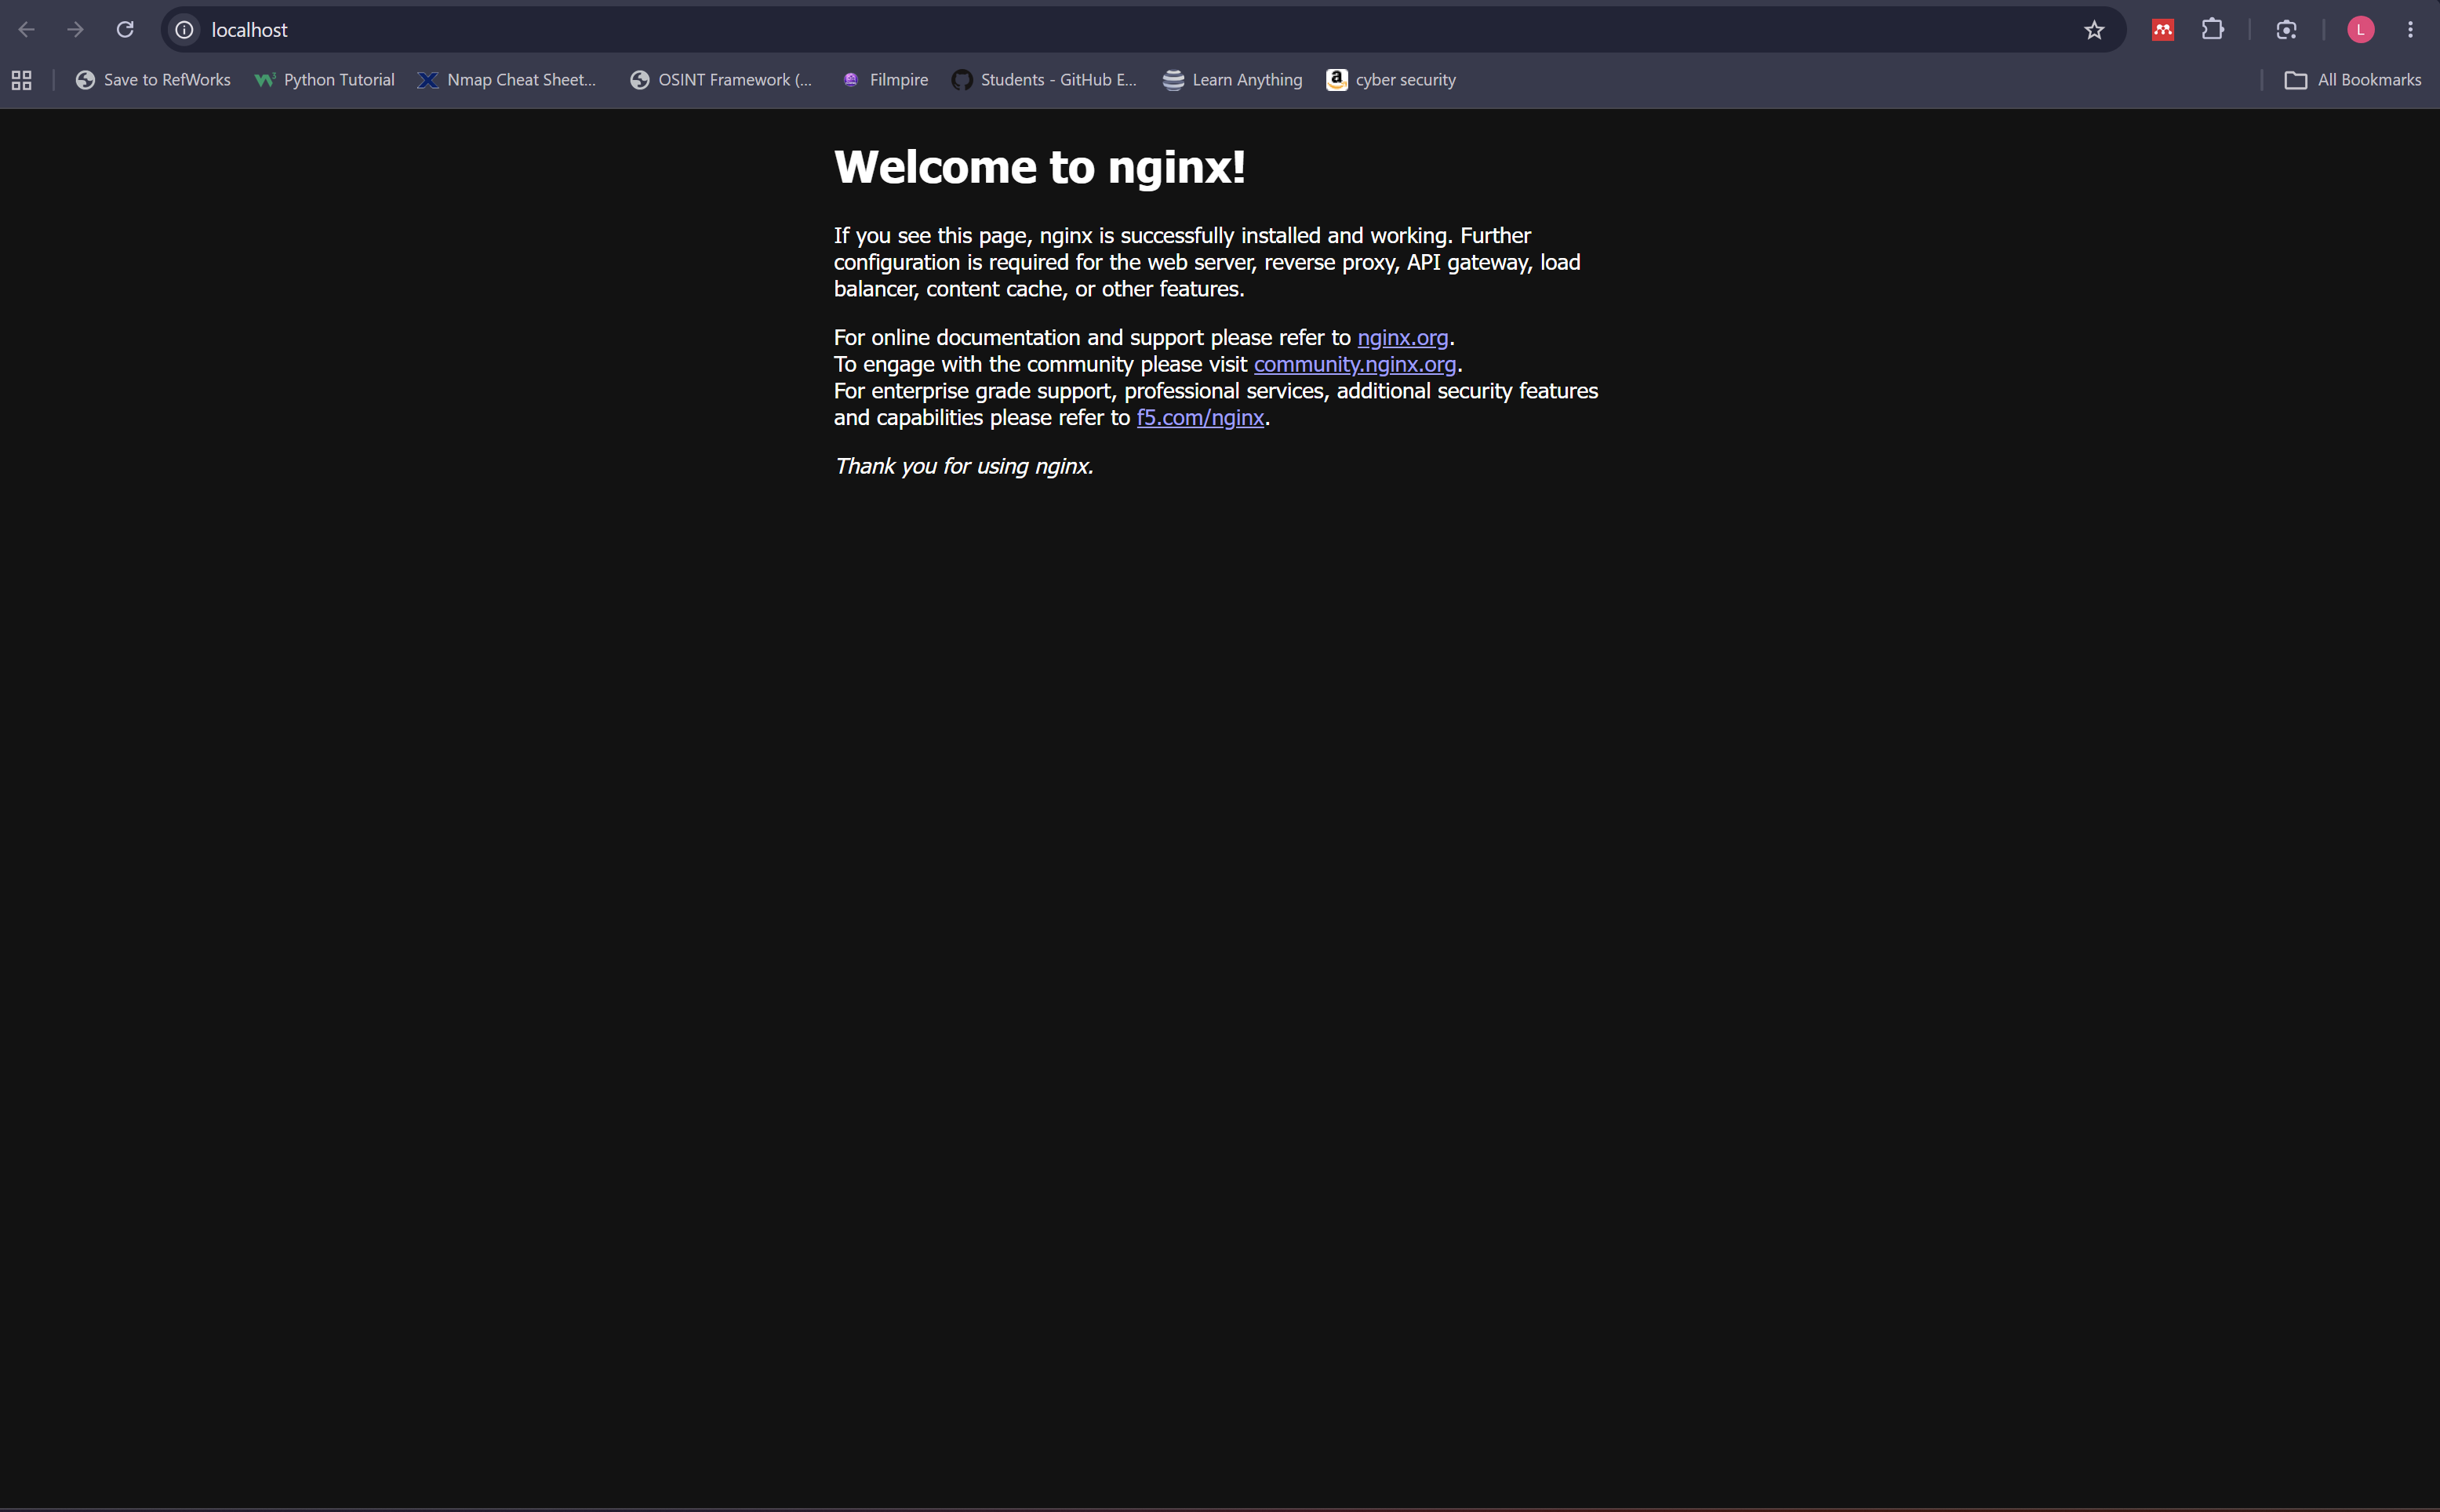 localhost
Save to RefWorks
Python Tutorial
Nmap Cheat Sheet...
OSINT Framework (...
Filmpire
Students - GitHub E...
Learn Anything
cyber security
All Bookmarks
L
Welcome to nginx!
If you see this page, nginx is successfully installed and working. Further
configuration is required for the web server, reverse proxy, API gateway, load
balancer, content cache, or other features.
For online documentation and support please refer to nginx.org.
To engage with the community please visit community.nginx.org.
For enterprise grade support, professional services, additional security features
and capabilities please refer to f5.com/nginx.
Thank you for using nginx.